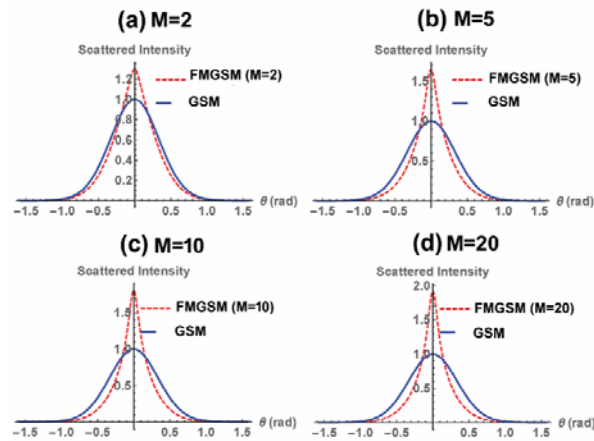 (a) M=2
Scattered Intensity
FMGSM (M=2)
GSM
1.2
1.0
0.8
0.6
0.4
0.2
−1.5 −1.0 −0.5 0.5 1.0 1.5 θ (rad)
(b) M=5
Scattered Intensity
FMGSM (M=5)
GSM
1.5
1.0
0.5
−1.5 −1.0 −0.5 0.5 1.0 1.5 θ (rad)
(c) M=10
Scattered Intensity
FMGSM (M=10)
GSM
1.5
1.0
0.5
−1.5 −1.0 −0.5 0.5 1.0 1.5 θ (rad)
(d) M=20
Scattered Intensity
2.0
FMGSM (M=20)
GSM
1.5
1.0
0.5
−1.5 −1.0 −0.5 0.5 1.0 1.5 θ (rad)